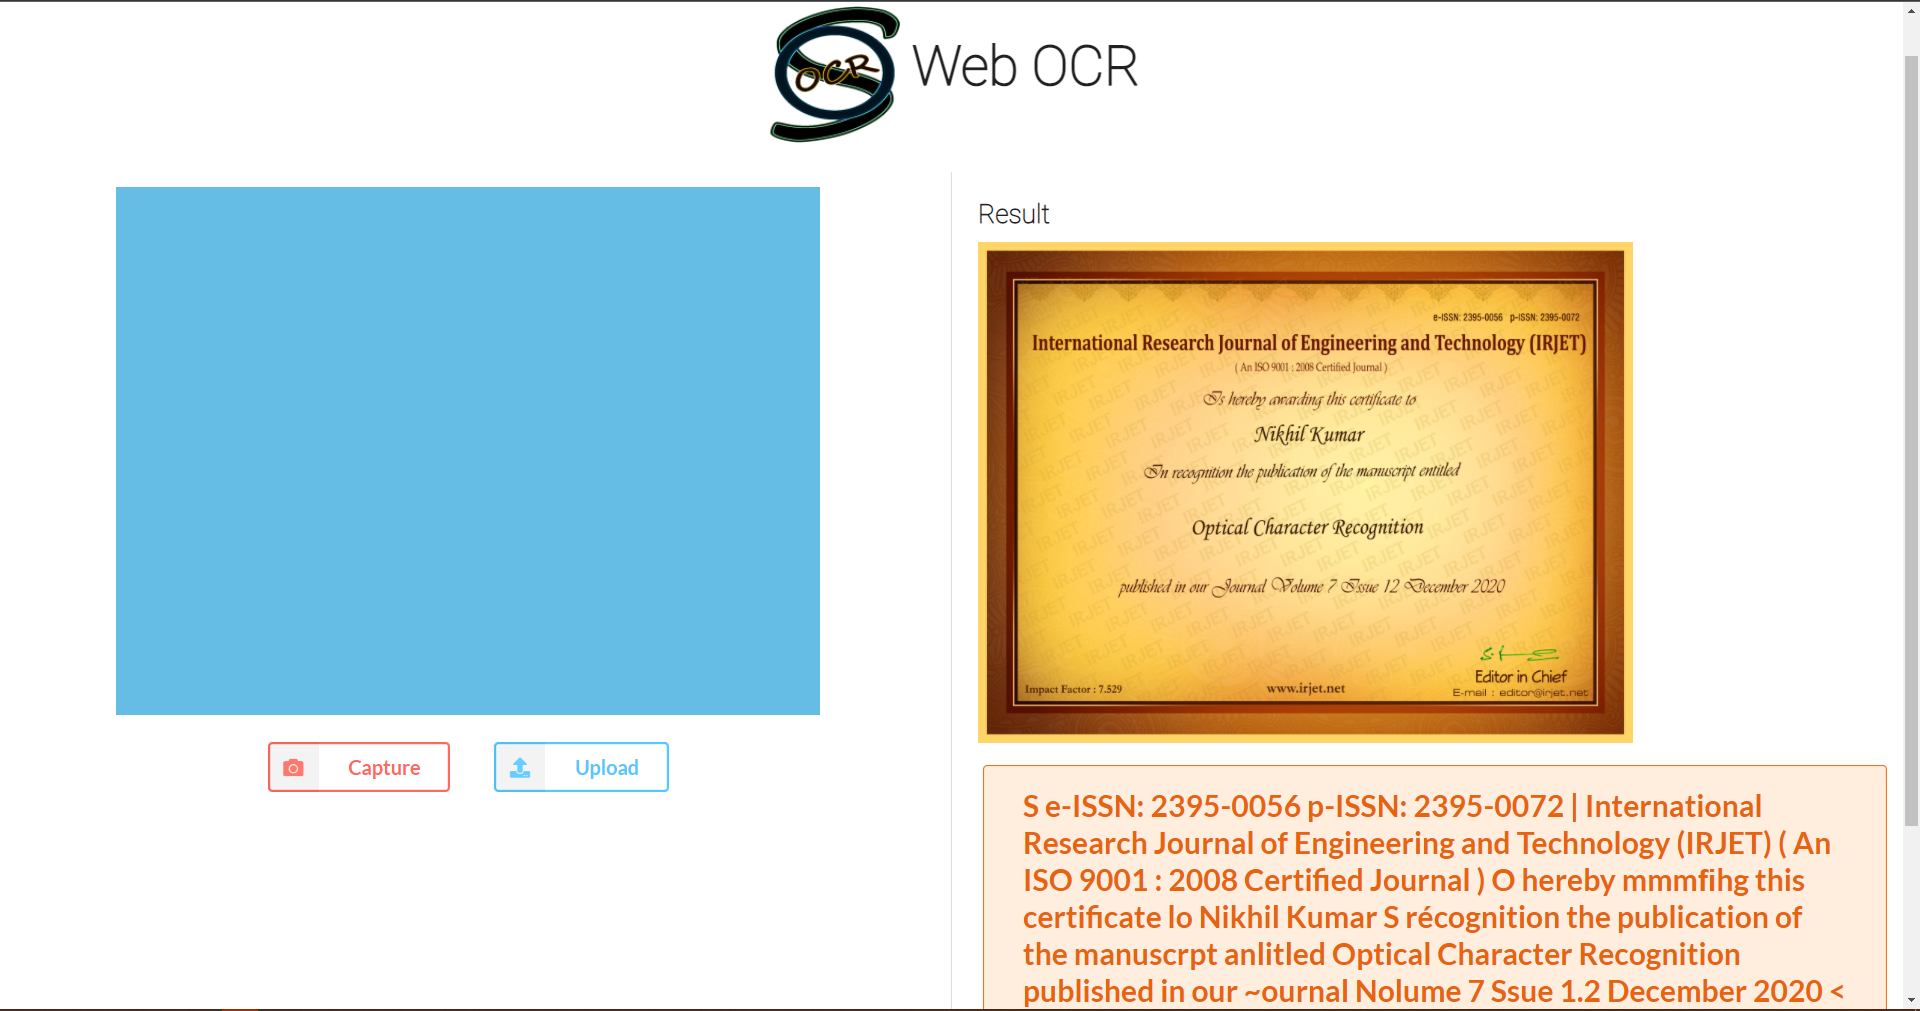 OCR
Web OCR
Result
e-ISSN: 2395-0056 p-ISSN: 2395-0072
International Research Journal of Engineering and Technology (IRJET)
( An ISO 9001 : 2008 Certified Journal )
Is hereby awarding this certificate to
Nikhil Kumar
In recognition the publication of the manuscript entitled
Optical Character Recognition
published in our Journal Volume 7 Issue 12 December 2020
Editor in Chief
Impact Factor : 7.529
www.irjet.net
E-mail : editor@irjet.net
Capture
Upload
S e-ISSN: 2395-0056 p-ISSN: 2395-0072 | International
Research Journal of Engineering and Technology (IRJET) ( An
ISO 9001 : 2008 Certified Journal ) O hereby mmmfihg this
certificate lo Nikhil Kumar S récognition the publication of
the manuscrpt anlitled Optical Character Recognition
published in our ~ournal Nolume 7 Ssue 1.2 December 2020 <